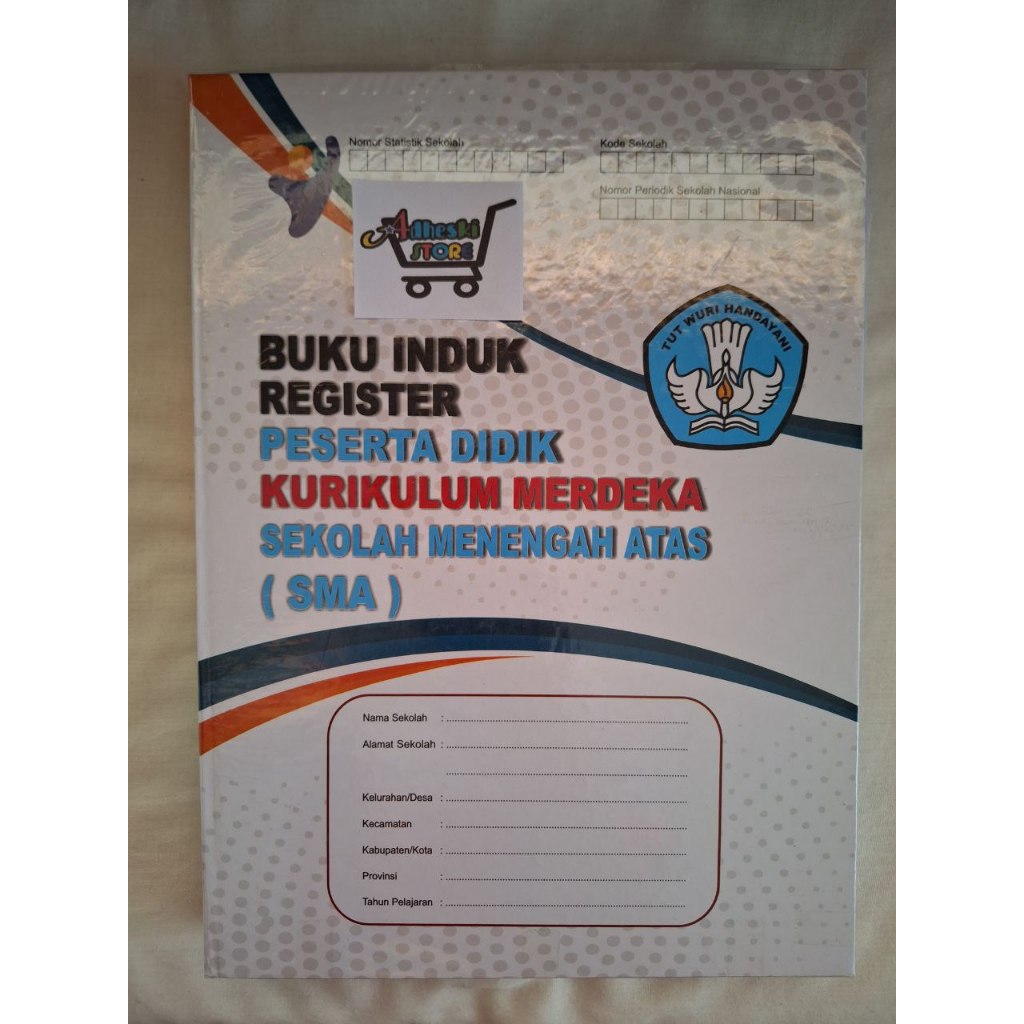 Nomor Statistik Sekolah
Kode Sekolah
Nomor Periodik Sekolah Nasional
Adheski
STORE
TUT WURI HANDAYANI
BUKU INDUK
REGISTER
PESERTA DIDIK
KURIKULUM MERDEKA
SEKOLAH MENENGAH ATAS
( SMA )
Nama Sekolah :
Alamat Sekolah :
Kelurahan/Desa :
Kecamatan :
Kabupaten/Kota :
Provinsi :
Tahun Pelajaran :